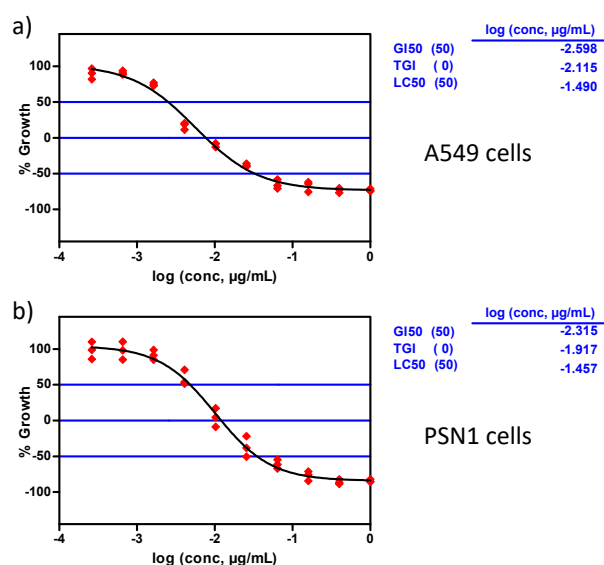 a)
log (conc, µg/mL)
GI50 (50) -2.598
TGI ( 0) -2.115
LC50 (50) -1.490
A549 cells
100
50
0
-50
-100
% Growth
-4 -3 -2 -1 0
log (conc, µg/mL)
b)
log (conc, µg/mL)
GI50 (50) -2.315
TGI ( 0) -1.917
LC50 (50) -1.457
PSN1 cells
100
50
0
-50
-100
% Growth
-4 -3 -2 -1 0
log (conc, µg/mL)